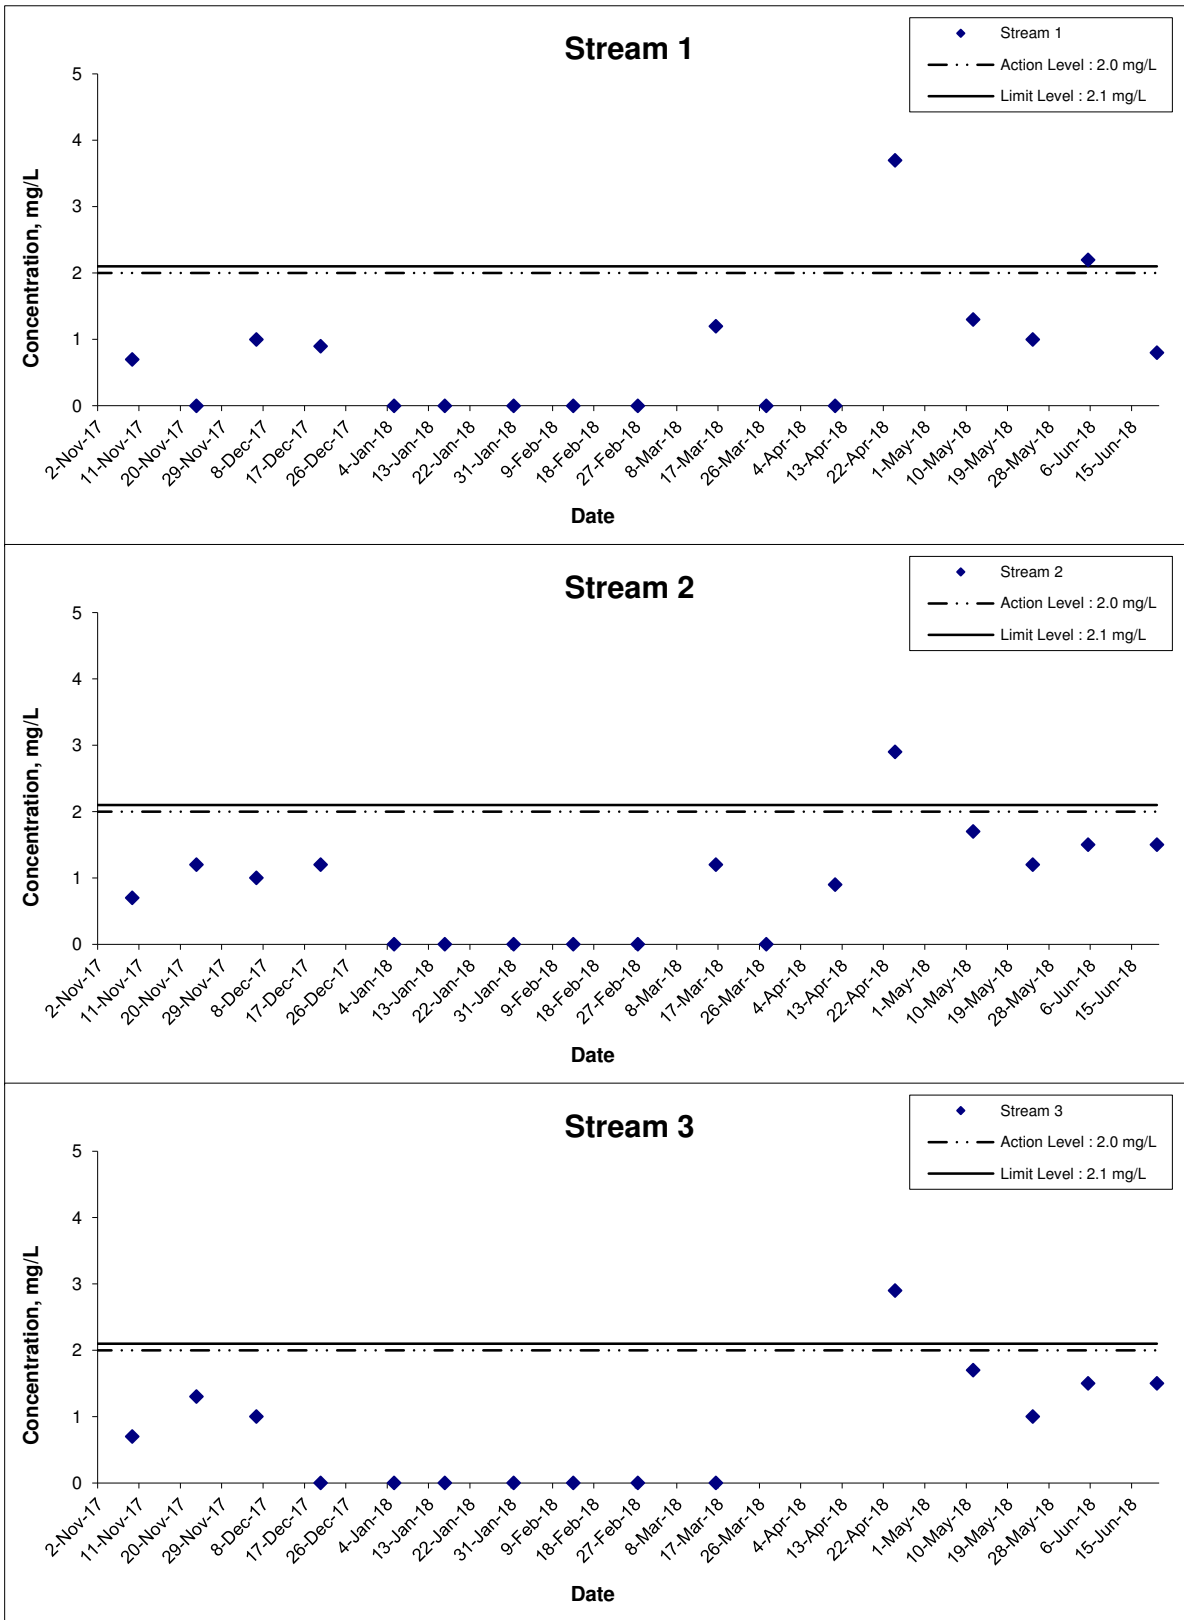 Stream 1
Stream 1
Action Level : 2.0 mg/L
Limit Level : 2.1 mg/L
Concentration, mg/L
5
4
3
2
1
0
2-Nov-17
11-Nov-17
20-Nov-17
29-Nov-17
8-Dec-17
17-Dec-17
26-Dec-17
4-Jan-18
13-Jan-18
22-Jan-18
31-Jan-18
9-Feb-18
18-Feb-18
27-Feb-18
8-Mar-18
17-Mar-18
26-Mar-18
4-Apr-18
13-Apr-18
22-Apr-18
1-May-18
10-May-18
19-May-18
28-May-18
6-Jun-18
15-Jun-18
Date
Stream 2
Stream 2
Action Level : 2.0 mg/L
Limit Level : 2.1 mg/L
Concentration, mg/L
5
4
3
2
1
0
2-Nov-17
11-Nov-17
20-Nov-17
29-Nov-17
8-Dec-17
17-Dec-17
26-Dec-17
4-Jan-18
13-Jan-18
22-Jan-18
31-Jan-18
9-Feb-18
18-Feb-18
27-Feb-18
8-Mar-18
17-Mar-18
26-Mar-18
4-Apr-18
13-Apr-18
22-Apr-18
1-May-18
10-May-18
19-May-18
28-May-18
6-Jun-18
15-Jun-18
Date
Stream 3
Stream 3
Action Level : 2.0 mg/L
Limit Level : 2.1 mg/L
Concentration, mg/L
5
4
3
2
1
0
2-Nov-17
11-Nov-17
20-Nov-17
29-Nov-17
8-Dec-17
17-Dec-17
26-Dec-17
4-Jan-18
13-Jan-18
22-Jan-18
31-Jan-18
9-Feb-18
18-Feb-18
27-Feb-18
8-Mar-18
17-Mar-18
26-Mar-18
4-Apr-18
13-Apr-18
22-Apr-18
1-May-18
10-May-18
19-May-18
28-May-18
6-Jun-18
15-Jun-18
Date